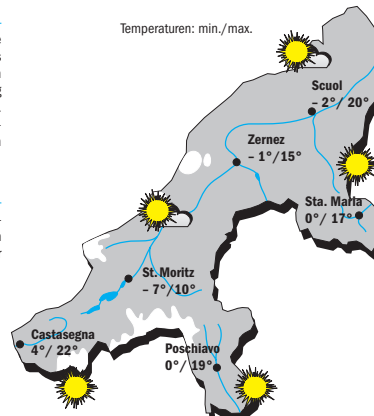 Temperaturen: min./max.
Scuol
– 2°/ 20°
Zernez
– 1°/15°
Sta. Maria
0°/ 17°
St. Moritz
– 7°/10°
Castasegna
4°/ 22°
Poschiavo
0°/ 19°